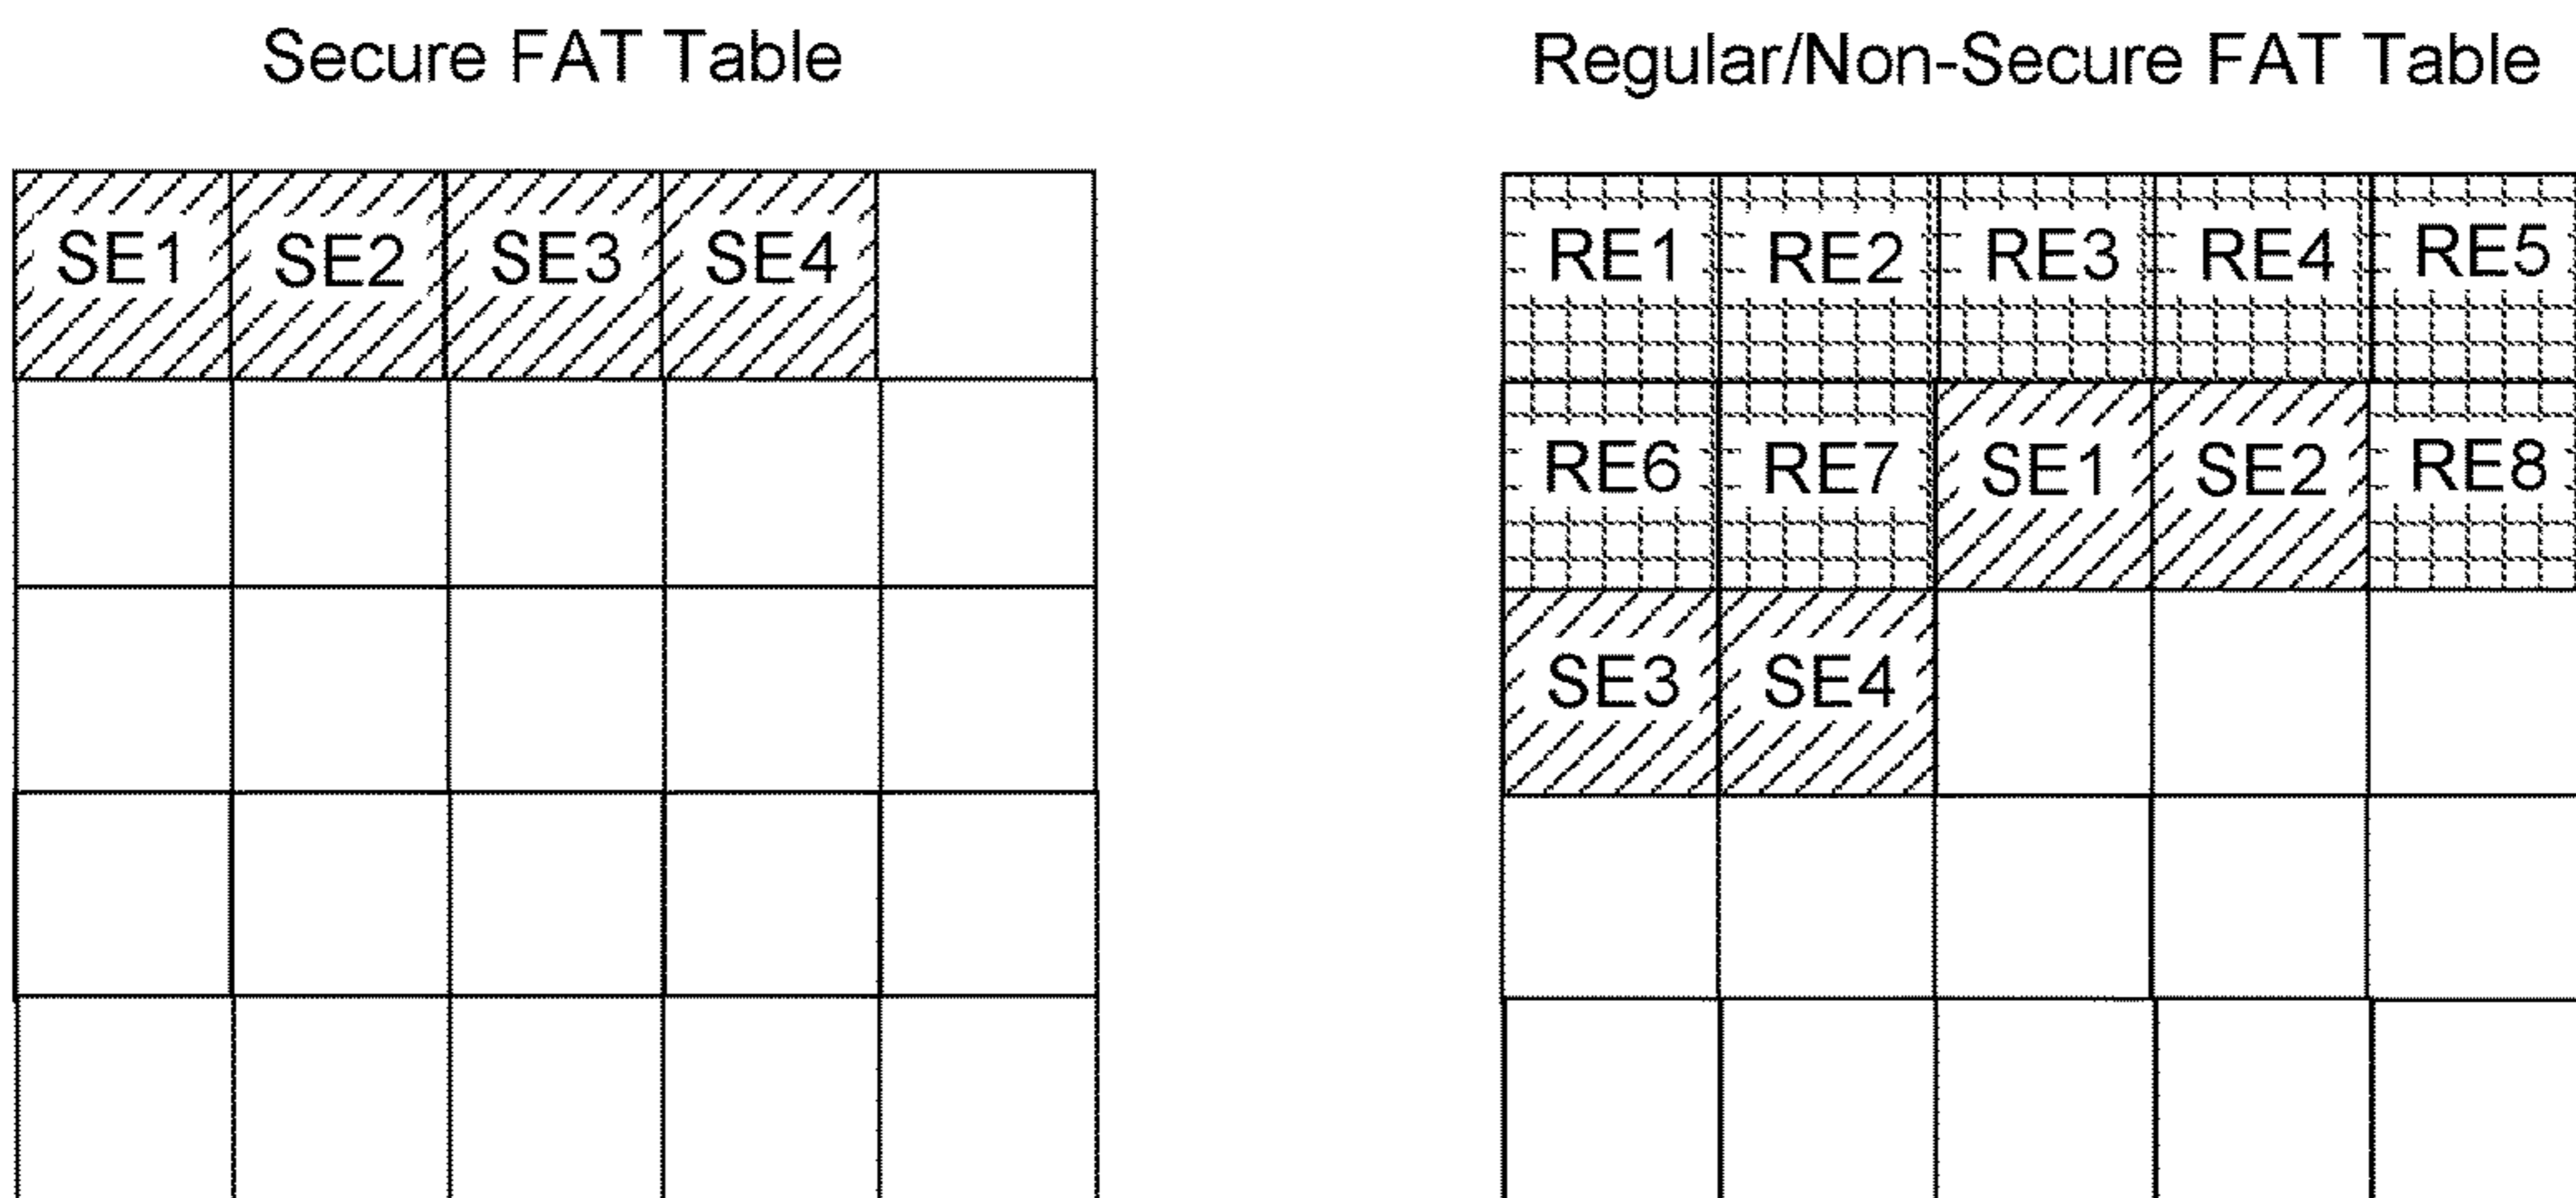 Secure FAT Table
Regular/Non-Secure FAT Table
SE1 SE2 SE3 SE4
RE1 RE2 RE3 RE4 RE5
RE6 RE7 SE1 SE2 RE8
SE3 SE4